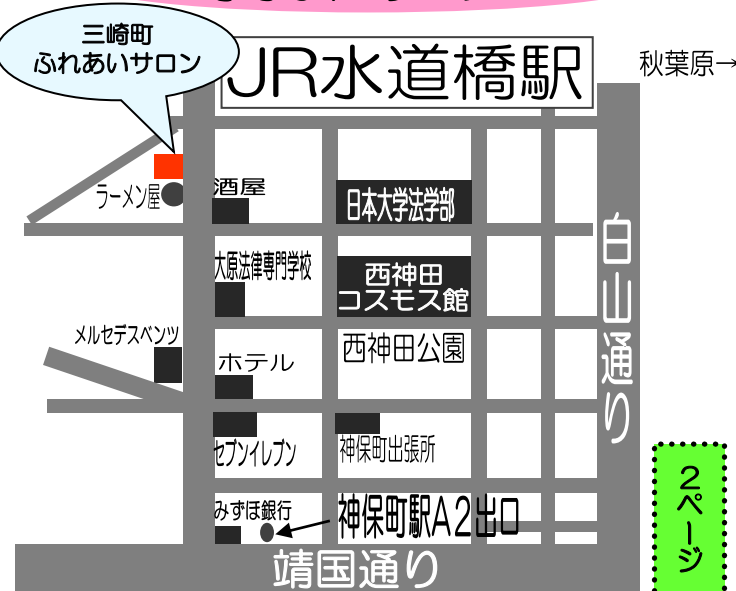 三崎町
ふれあいサロン
JR水道橋駅
秋葉原→
ラーメン屋
酒屋
日本大学法学部
大原法律専門学校
西神田
コスモス館
白山通り
メルセデスベンツ
ホテル
西神田公園
セブンイレブン
神保町出張所
みずほ銀行
神保町駅A2出口
靖国通り
2ページ